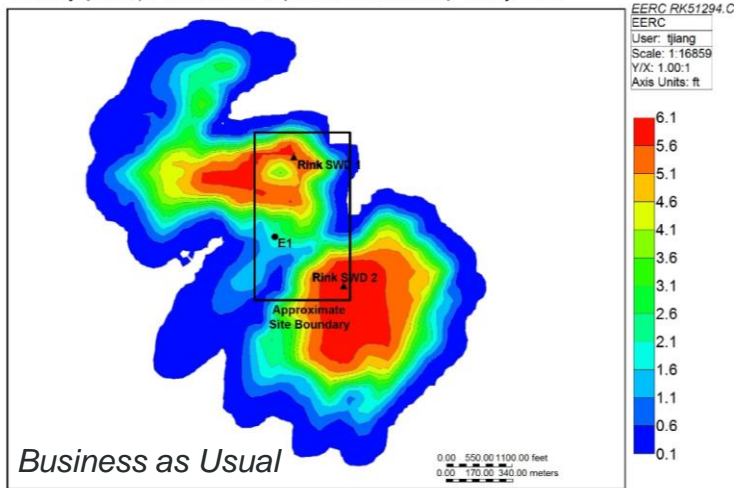 EERC RK51294.C
EERC
User: tjiang
Scale: 1:16859
Y/X: 1.00:1
Axis Units: ft
6.1
5.6
5.1
4.6
4.1
3.6
3.1
2.6
2.1
1.6
1.1
0.6
0.1
Rink SWD 1
E1
Rink SWD 2
Approximate
Site Boundary
Business as Usual
0.00 550.00 1100.00 feet
0.00 170.00 340.00 meters